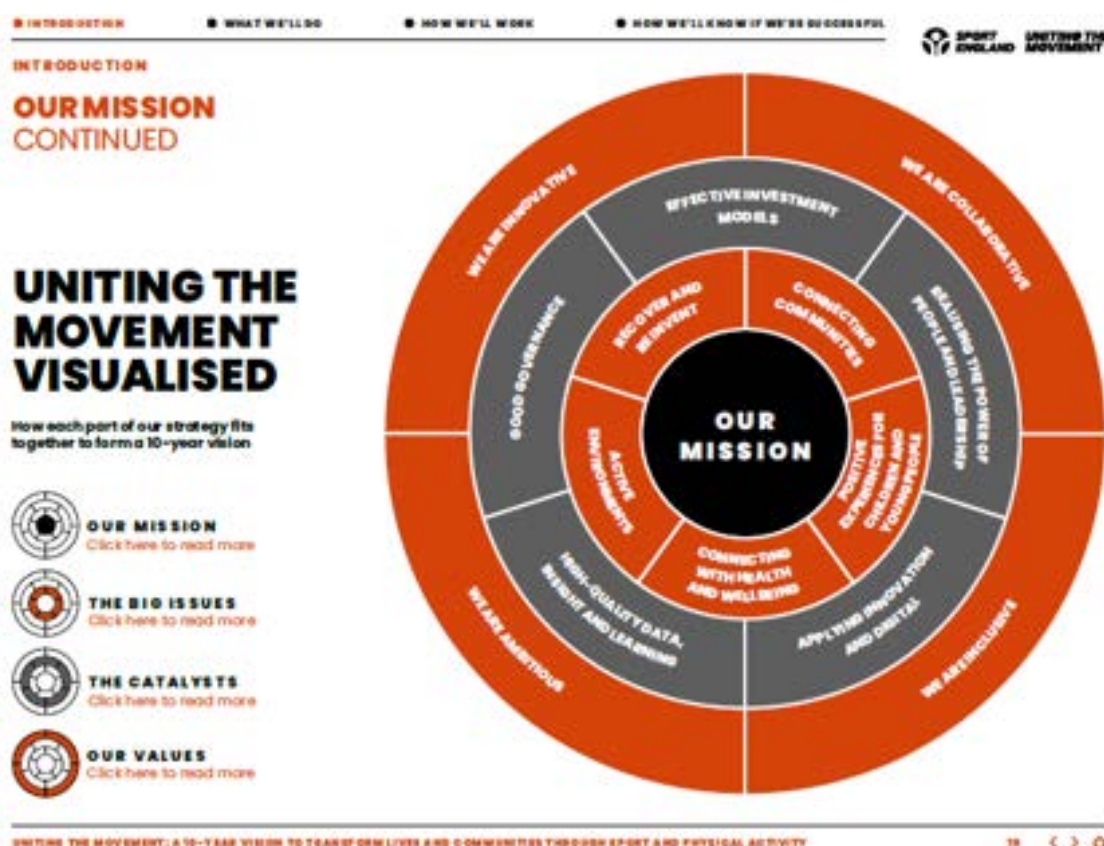 INTRODUCTION
WHAT WE'LL DO
HOW WE'LL WORK
HOW WE'LL KNOW IF WE'RE SUCCESSFUL
SPORT
ENGLAND
UNITING THE
MOVEMENT
INTRODUCTION
OUR MISSION
CONTINUED
UNITING THE
MOVEMENT
VISUALISED
How each part of our strategy fits
together to form a 10-year vision
OUR MISSION
Click here to read more
THE BIG ISSUES
Click here to read more
THE CATALYSTS
Click here to read more
OUR VALUES
Click here to read more
WE ARE INNOVATIVE
WE ARE COLLABORATIVE
WE ARE INCLUSIVE
WE ARE AMBITIOUS
EFFECTIVE INVESTMENT
MODELS
REALISING THE POWER OF
PEOPLE AND LEADERSHIP
APPLYING INNOVATION
AND DIGITAL
HIGH-QUALITY DATA,
INSIGHT AND LEARNING
GOOD GOVERNANCE
RECOVER AND
REINVENT
CONNECTING
COMMUNITIES
POSITIVE
EXPERIENCES FOR
CHILDREN AND
YOUNG PEOPLE
CONNECTING
WITH HEALTH
AND WELLBEING
ACTIVE
ENVIRONMENTS
OUR
MISSION
UNITING THE MOVEMENT: A 10-YEAR VISION TO TRANSFORM LIVES AND COMMUNITIES THROUGH SPORT AND PHYSICAL ACTIVITY